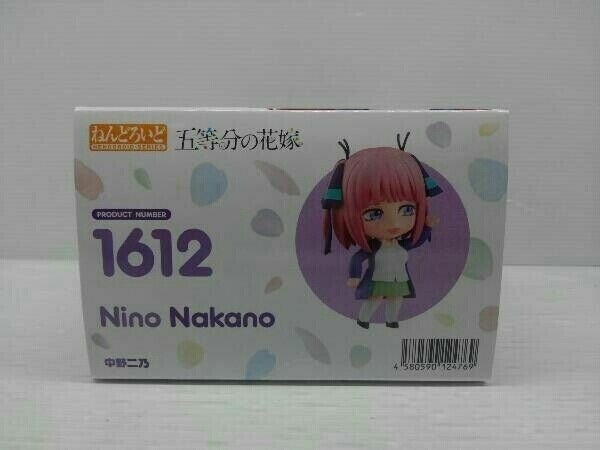 ねんどろいど
NENDOROID SERIES
五等分の花嫁
PRODUCT NUMBER
1612
Nino Nakano
中野二乃
4 580590 124769